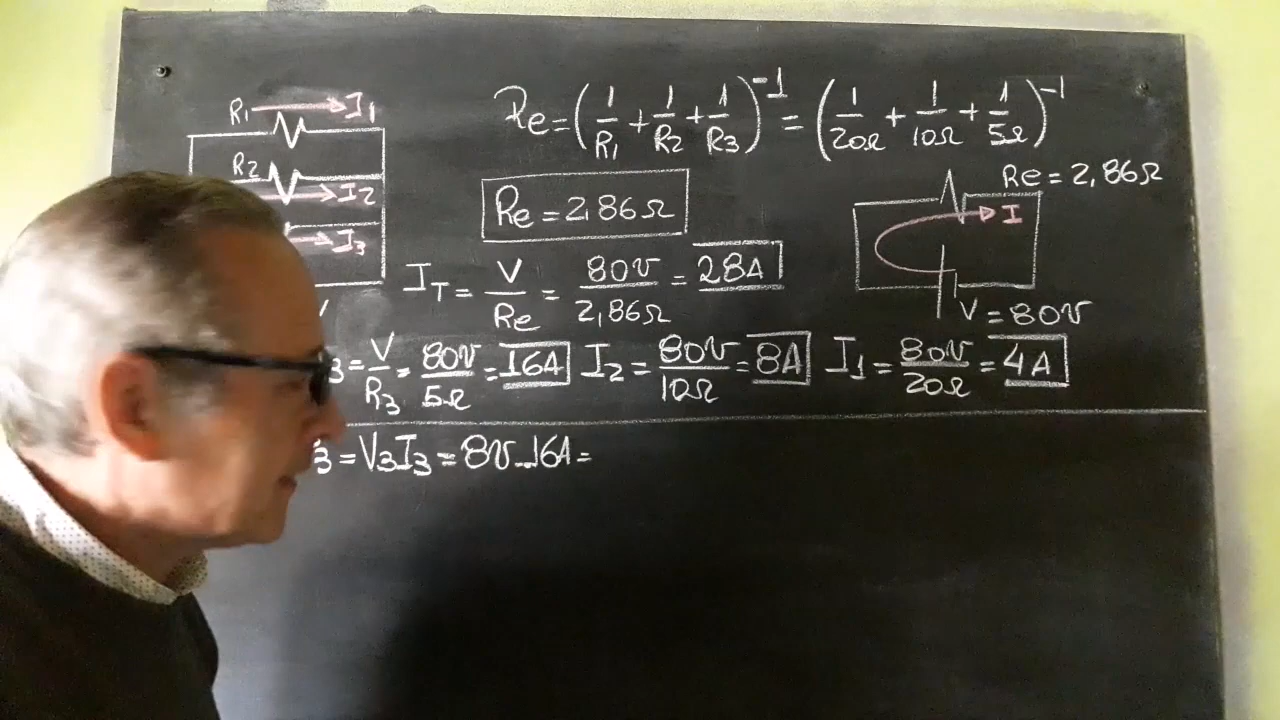 R₁ → I₁
Re = (1/R₁ + 1/R₂ + 1/R₃)⁻¹ = (1/20Ω + 1/10Ω + 1/5Ω)⁻¹
R₂ → I₂
→ I₃
Re = 2,86Ω
Re = 2,86Ω
I
V = 80V
I_T = V/Re = 80V/2,86Ω = 28A
3 = V/R₃ = 80V/5Ω = 16A I₂ = 80V/10Ω = 8A I₁ = 80V/20Ω = 4A
3 = V₃I₃ = 8V.16A =